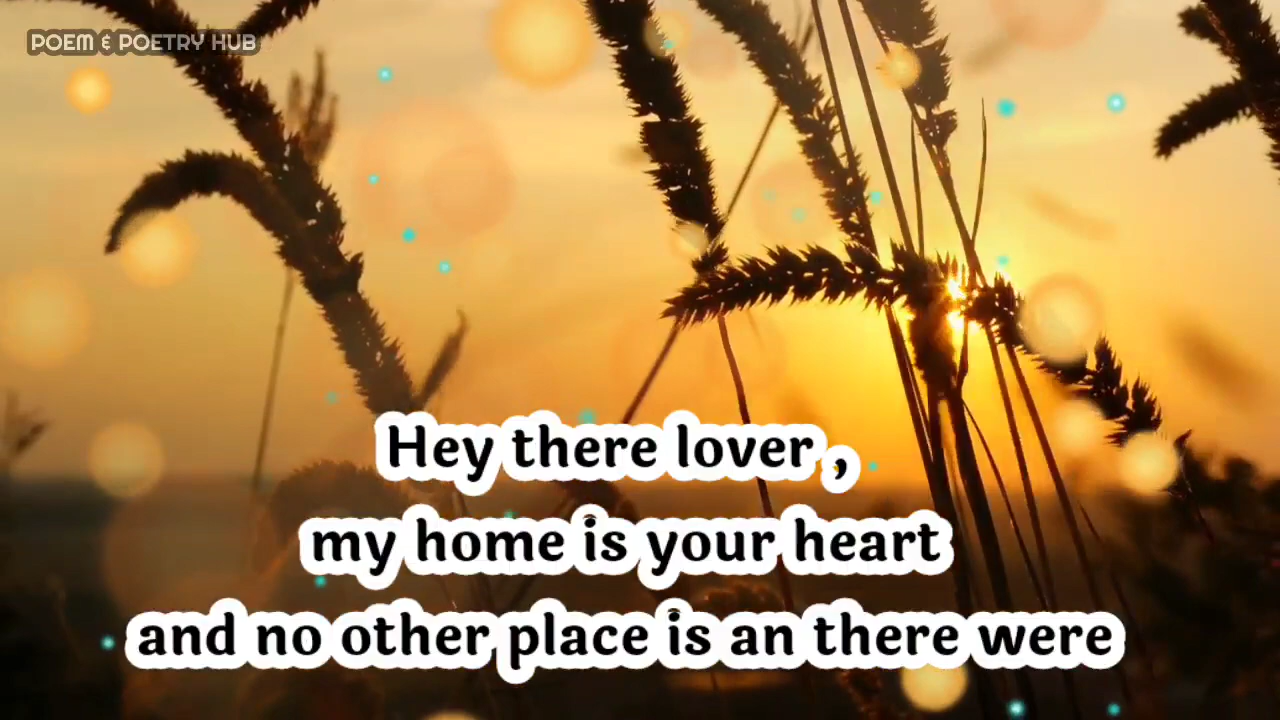 POEM & POETRY HUB
Hey there lover ,
my home is your heart
and no other place is an there were